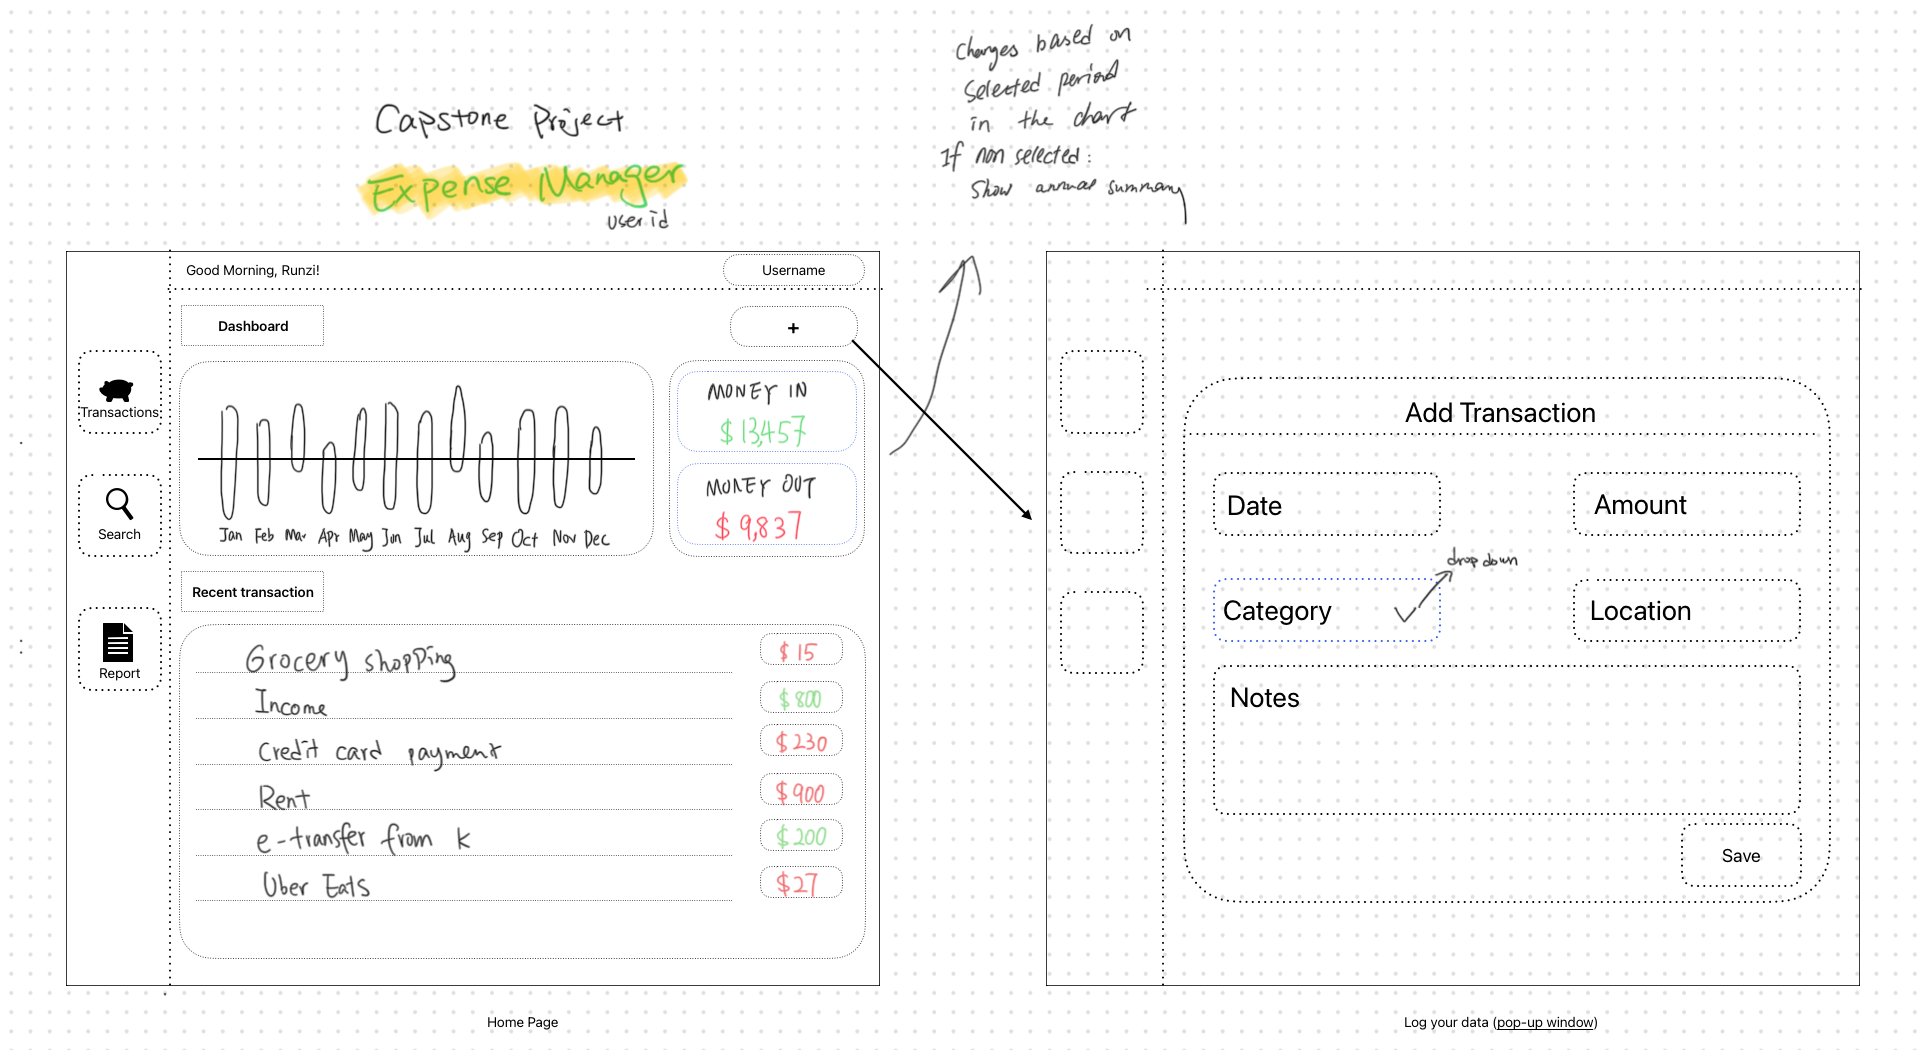 Changes based on
Selected period
in the chart
If non selected:
Show annual summary
Capstone Project
Expense Manager
user id
Good Morning, Runzi!
Username
Dashboard
+
Transactions
Search
Report
Jan Feb Mar Apr May Jun Jul Aug Sep Oct Nov Dec
MONEY IN
$ 13,457
MONEY OUT
$ 9,837
Recent transaction
Grocery shopping $ 15
Income $ 800
Credit card payment $ 230
Rent $ 900
e-transfer from k $ 200
Uber Eats $ 27
Home Page
Add Transaction
Date
Amount
drop down
Category
Location
Notes
Save
Log your data (pop-up window)